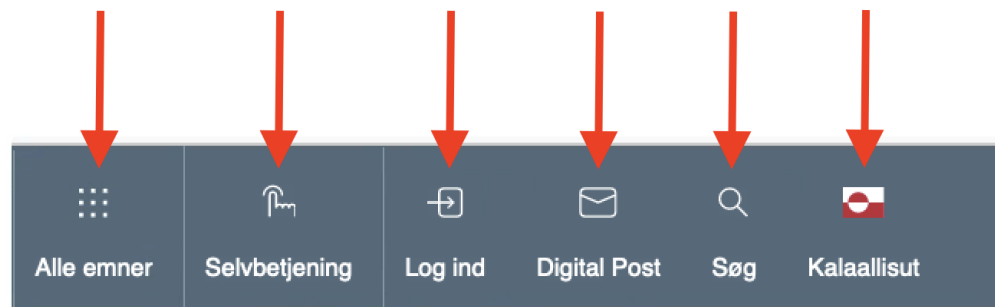 Alle emner
Selvbetjening
Log ind
Digital Post
Søg
Kalaallisut